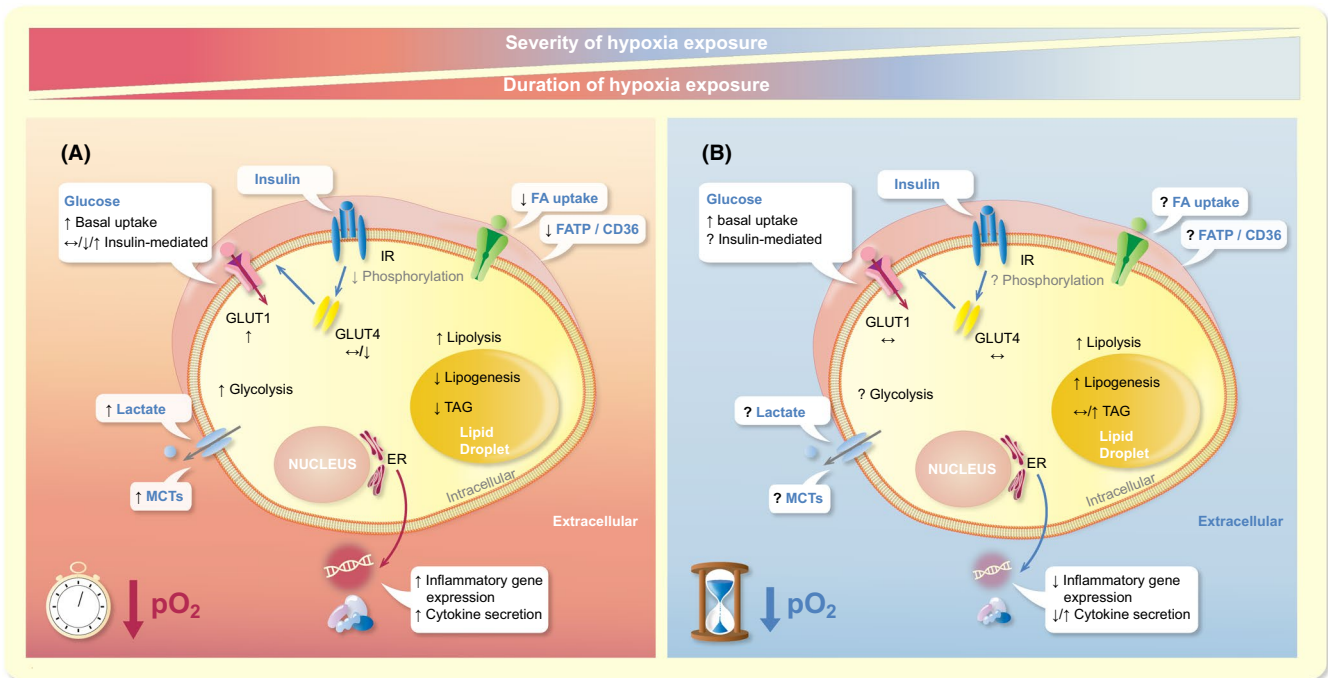 Severity of hypoxia exposure
Duration of hypoxia exposure
(A)
Glucose
↑ Basal uptake
↔/↓/↑ Insulin-mediated
Insulin
↓ FA uptake
↓ FATP / CD36
IR
↓ Phosphorylation
GLUT1
↑
GLUT4
↔/↓
↑ Lipolysis
↓ Lipogenesis
↓ TAG
Lipid
Droplet
↑ Glycolysis
↑ Lactate
↑ MCTs
NUCLEUS
ER
Intracellular
Extracellular
↓ pO₂
↑ Inflammatory gene
expression
↑ Cytokine secretion
(B)
Glucose
↑ basal uptake
? Insulin-mediated
Insulin
? FA uptake
? FATP / CD36
IR
? Phosphorylation
GLUT1
↔
GLUT4
↔
↑ Lipolysis
↑ Lipogenesis
↔/↑ TAG
Lipid
Droplet
? Glycolysis
? Lactate
? MCTs
NUCLEUS
ER
Intracellular
Extracellular
↓ pO₂
↓ Inflammatory gene
expression
↓/↑ Cytokine secretion